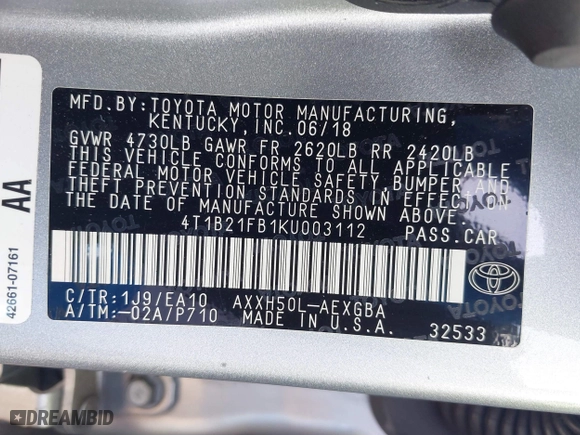 MFD. BY: TOYOTA MOTOR MANUFACTURING,
KENTUCKY, INC. 06/18
GVWR 4730LB GAWR FR 2620LB RR 2420LB
THIS VEHICLE CONFORMS TO ALL APPLICABLE
FEDERAL MOTOR VEHICLE SAFETY, BUMPER AND
THEFT PREVENTION STANDARDS IN EFFECT ON
THE DATE OF MANUFACTURE SHOWN ABOVE.
4T1B21FB1KU003112 PASS. CAR
C/TR: 1J9/EA10 AXXH50L-AEXGBA
A/TM: -02A/P710 MADE IN U.S.A. 32533
TOYOTA
AA
42661-07161
DREAMBID